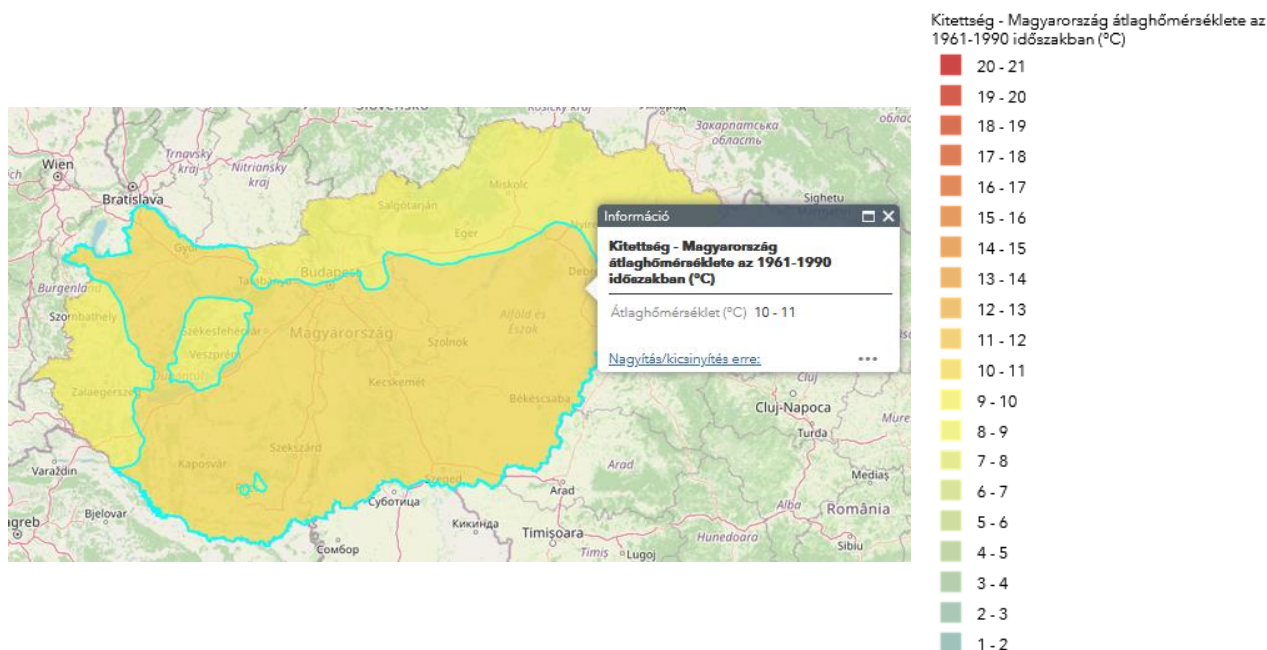 Kitettség - Magyarország átlaghőmérséklete az
1961-1990 időszakban (°C)
20 - 21
19 - 20
18 - 19
17 - 18
16 - 17
15 - 16
14 - 15
13 - 14
12 - 13
11 - 12
10 - 11
9 - 10
8 - 9
7 - 8
6 - 7
5 - 6
4 - 5
3 - 4
2 - 3
1 - 2
Закарпатська
область
Wien
Trnavský
kraj
Nitriansky
kraj
Bratislava
Miskolc
Salgótarján
Sighetu
Eger
Győr
Budapest
Tatabánya
Burgenland
Szombathely
Székesfehérvár
Veszprém
Magyarország
Szolnok
Alföld és
Észak
Dunántúl
Zalaegerszeg
Kecskemét
Békéscsaba
Cluj
Cluj-Napoca
Turda
Mure
Szekszárd
Kaposvár
Varaždin
Szeged
Arad
Arad
Mediaș
Alba
România
Bjelovar
Суботица
Кикинда
Timișoara
Hunedoara
Sibiu
Сомбор
Timiș
Lugoj
Információ
Kitettség - Magyarország
átlaghőmérséklete az 1961-1990
időszakban (°C)
Átlaghőmérséklet (°C) 10 - 11
Nagyítás/kicsinyítés erre: